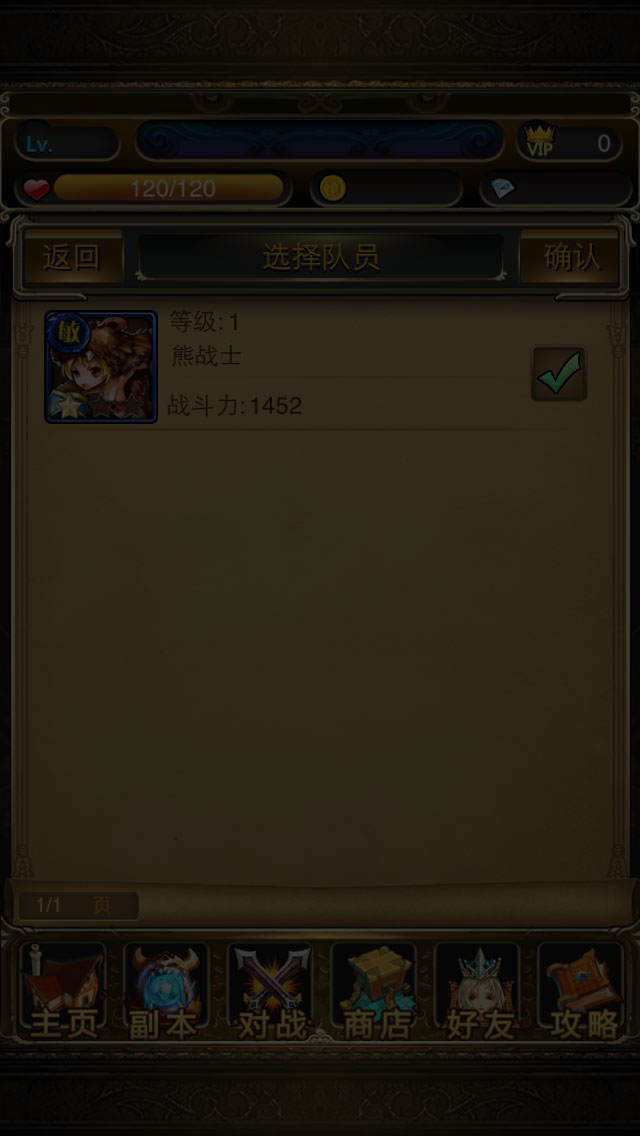 Lv.
VIP 0
120/120
返回
选择队员
确认
敏
等级:1
熊战士
战斗力:1452
1/1 页
主页
副本
对战
商店
好友
攻略